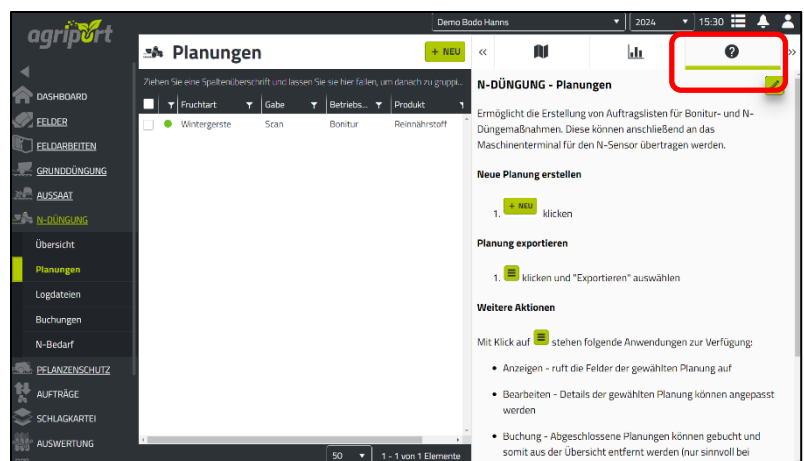 agriport
Demo Bodo Hanns
2024
15:30
DASHBOARD
FELDER
FELDARBEITEN
GRUNDDÜNGUNG
AUSSAAT
N-DÜNGUNG
Übersicht
Planungen
Logdateien
Buchungen
N-Bedarf
PFLANZENSCHUTZ
AUFTRÄGE
SCHLAGKARTEI
AUSWERTUNG
Planungen
+ NEU
Ziehen Sie eine Spaltenüberschrift und lassen Sie sie hier fallen, um danach zu gruppi...
Fruchtart Gabe Betriebs... Produkt
Wintergerste Scan Bonitur Reinnährstoff
50 1 - 1 von 1 Elemente
« ? »
N-DÜNGUNG - Planungen
Ermöglicht die Erstellung von Auftragslisten für Bonitur- und N-
Düngemaßnahmen. Diese können anschließend an das
Maschinenterminal für den N-Sensor übertragen werden.
Neue Planung erstellen
1. + NEU klicken
Planung exportieren
1. klicken und "Exportieren" auswählen
Weitere Aktionen
Mit Klick auf stehen folgende Anwendungen zur Verfügung:
• Anzeigen - ruft die Felder der gewählten Planung auf
• Bearbeiten - Details der gewählten Planung können angepasst
werden
• Buchung - Abgeschlossene Planungen können gebucht und
somit aus der Übersicht entfernt werden (nur sinnvoll bei